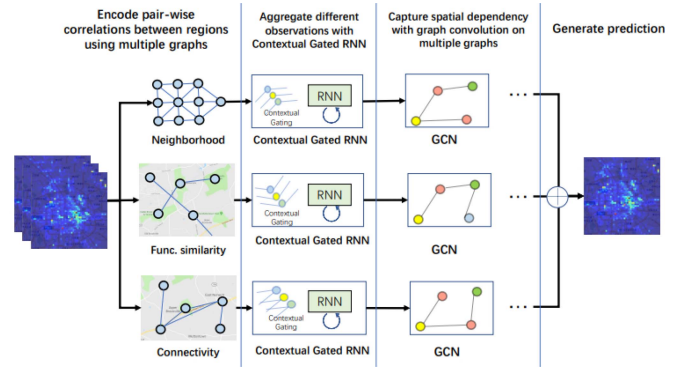 Encode pair-wise
correlations between regions
using multiple graphs
Aggregate different
observations with
Contextual Gated RNN
Capture spatial dependency
with graph convolution on
multiple graphs
Generate prediction
Neighborhood
Contextual
Gating
RNN
Contextual Gated RNN
GCN
...
Func. similarity
Contextual
Gating
RNN
Contextual Gated RNN
GCN
...
Connectivity
Contextual
Gating
RNN
Contextual Gated RNN
GCN
...